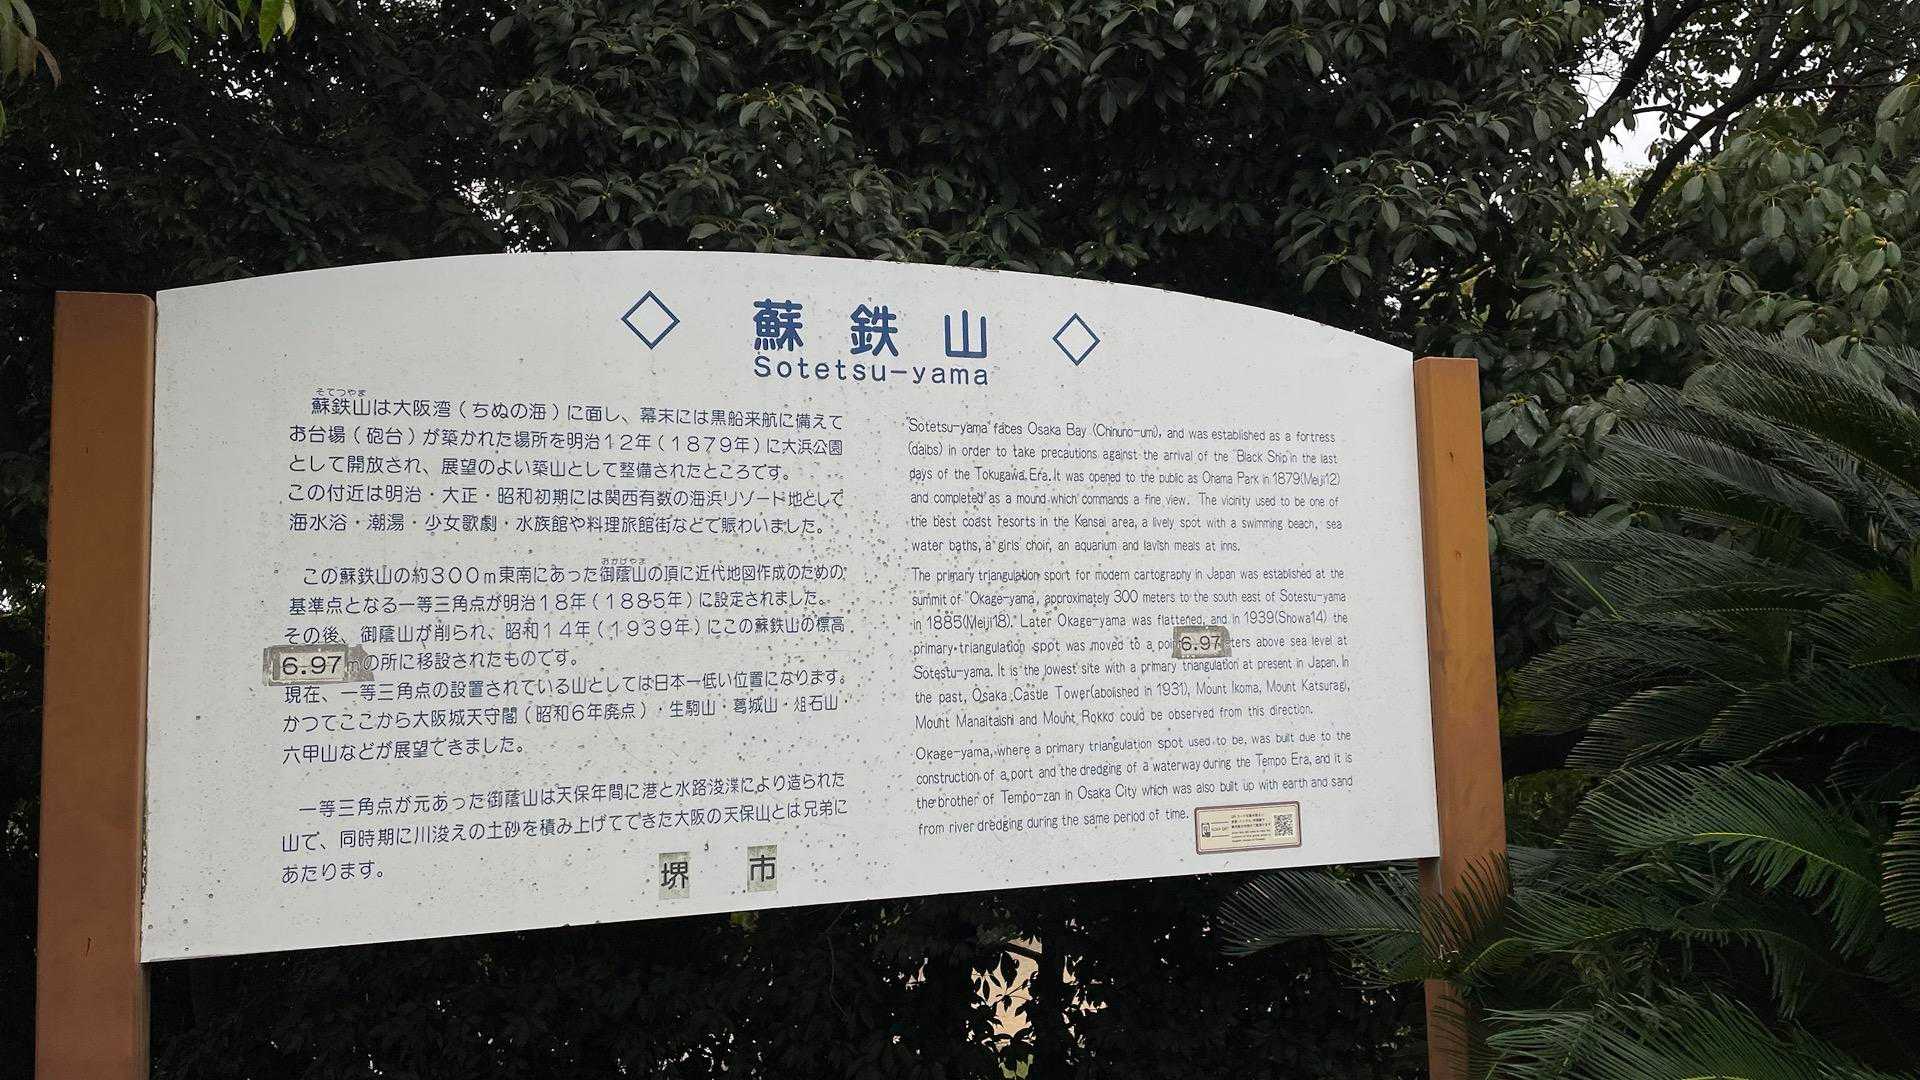 蘇鉄山
Sotetsu-yama
そてつやま
蘇鉄山は大阪湾（ちぬの海）に面し、幕末には黒船来航に備えて
お台場（砲台）が築かれた場所を明治12年（1879年）に大浜公園
として開放され、展望のよい築山として整備されたところです。
この付近は明治・大正・昭和初期には関西有数の海浜リゾート地として
海水浴・潮湯・少女歌劇・水族館や料理旅館街などで賑わいました。
おかげやま
この蘇鉄山の約300m東南にあった御蔭山の頂に近代地図作成のための
基準点となる一等三角点が明治18年（1885年）に設定されました。
その後、御蔭山が削られ、昭和14年（1939年）にこの蘇鉄山の標高
6.97mの所に移設されたものです。
現在、一等三角点の設置されている山としては日本一低い位置になります。
かつてここから大阪城天守閣（昭和6年廃点）・生駒山・葛城山・俎石山・
六甲山などが展望できました。
一等三角点が元あった御蔭山は天保年間に港と水路浚渫により造られた
山で、同時期に川浚えの土砂を積み上げてできた大阪の天保山とは兄弟に
あたります。
堺市
"Sotetsu-yama" faces Osaka Bay (Chinuno-umi), and was established as a fortress
(daibs) in order to take precautions against the arrival of the "Black Ship" in the last
days of the Tokugawa Era. It was opened to the public as Ohama Park in 1879(Meiji12)
and completed as a mound which commands a fine view. The vicinity used to be one of
the best coast resorts in the Kansai area, a lively spot with a swimming beach, sea
water baths, a girls' choir, an aquarium and lavish meals at inns.
The primary triangulation sport for modern cartography in Japan was established at the
summit of "Okage-yama", approximately 300 meters to the south east of Sotestu-yama
in 1885(Meiji18). Later Okage-yama was flattened, and in 1939(Showa14) the
primary triangulation spot was moved to a poi 6.97 ters above sea level at
Sotestu-yama. It is the lowest site with a primary triangulation at present in Japan. In
the past, Osaka Castle Tower(abolished in 1931), Mount Ikoma, Mount Katsuragi,
Mount Manaitaishi and Mount Rokko could be observed from this direction.
Okage-yama, where a primary triangulation spot used to be, was built due to the
construction of a port and the dredging of a waterway during the Tempo Era, and it is
the brother of Tempo-zan in Osaka City which was also built up with earth and sand
from river dredging during the same period of time.